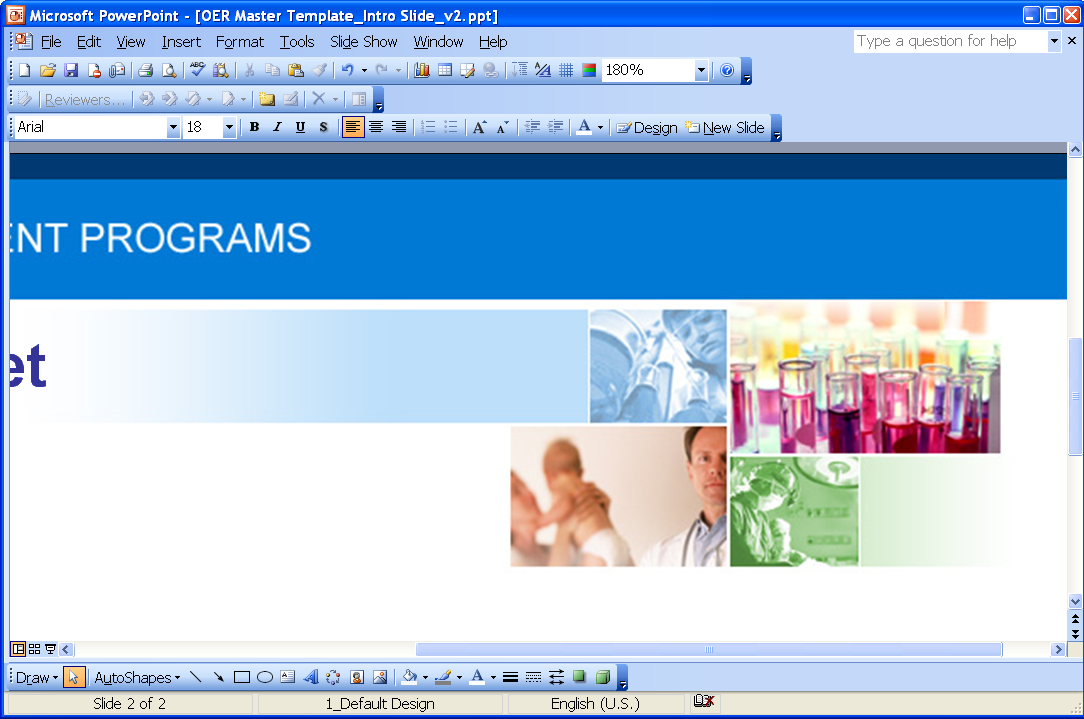 Microsoft PowerPoint - [OER Master Template_Intro Slide_v2.ppt]
File Edit View Insert Format Tools Slide Show Window Help Type a question for help
180%
Reviewers...
Arial 18 B I U S A A A Design New Slide
ENT PROGRAMS
et
Draw AutoShapes A A
Slide 2 of 2 1_Default Design English (U.S.)